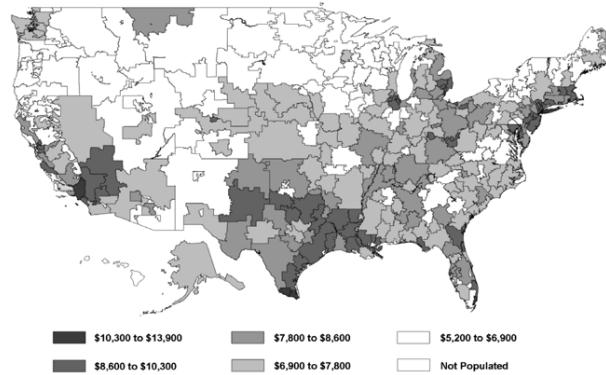 $10,300 to $13,900
$7,800 to $8,600
$5,200 to $6,900
$8,600 to $10,300
$6,900 to $7,800
Not Populated